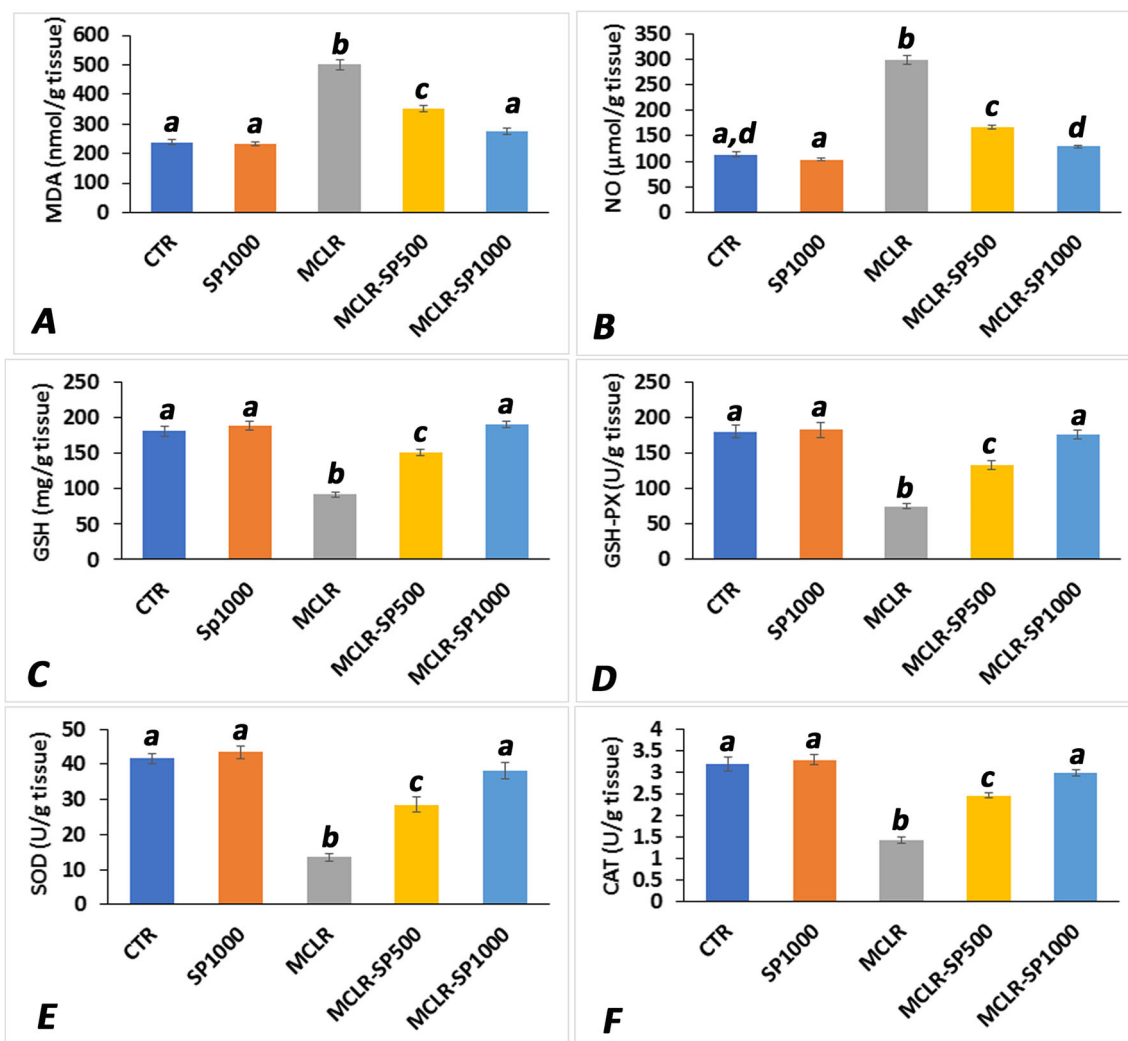 MDA (nmol/g tissue)
600
500
400
300
200
100
0
a
a
b
c
a
CTR
SP1000
MCLR
MCLR-SP500
MCLR-SP1000
A
NO (µmol/g tissue)
350
300
250
200
150
100
50
0
a,d
a
b
c
d
CTR
SP1000
MCLR
MCLR-SP500
MCLR-SP1000
B
GSH (mg/g tissue)
250
200
150
100
50
0
a
a
b
c
a
CTR
Sp1000
MCLR
MCLR-SP500
MCLR-SP1000
C
GSH-PX (U/g tissue)
250
200
150
100
50
0
a
a
b
c
a
CTR
SP1000
MCLR
MCLR-SP500
MCLR-SP1000
D
SOD (U/g tissue)
50
40
30
20
10
0
a
a
b
c
a
CTR
SP1000
MCLR
MCLR-SP500
MCLR-SP1000
E
CAT (U/g tissue)
4
3.5
3
2.5
2
1.5
1
0.5
0
a
a
b
c
a
CTR
SP1000
MCLR
MCLR-SP500
MCLR-SP1000
F